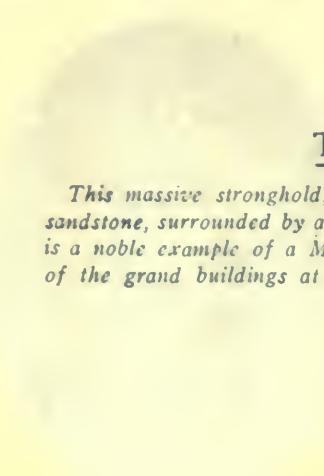 T
This massive stronghold,
sandstone, surrounded by a
is a noble example of a M
of the grand buildings at